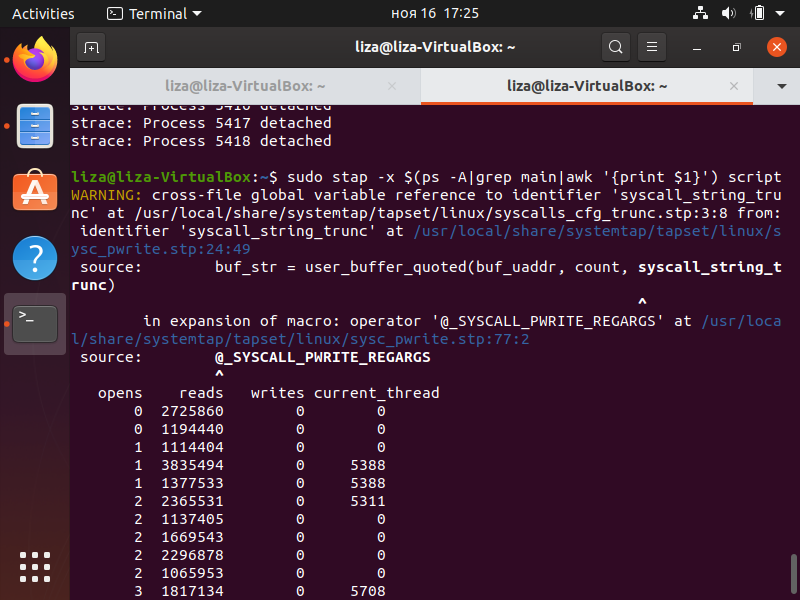 Activities Terminal ноя 16 17:25
liza@liza-VirtualBox: ~
liza@liza-VirtualBox: ~ × liza@liza-VirtualBox: ~ ×
strace: Process 5416 detached
strace: Process 5417 detached
strace: Process 5418 detached
liza@liza-VirtualBox:~$ sudo stap -x $(ps -A|grep main|awk '{print $1}') script
WARNING: cross-file global variable reference to identifier 'syscall_string_tru
nc' at /usr/local/share/systemtap/tapset/linux/syscalls_cfg_trunc.stp:3:8 from:
 identifier 'syscall_string_trunc' at /usr/local/share/systemtap/tapset/linux/s
ysc_pwrite.stp:24:49
 source:        buf_str = user_buffer_quoted(buf_uaddr, count, syscall_string_t
runc)
                                                               ^
        in expansion of macro: operator '@_SYSCALL_PWRITE_REGARGS' at /usr/loca
l/share/systemtap/tapset/linux/sysc_pwrite.stp:77:2
 source:        @_SYSCALL_PWRITE_REGARGS
                ^
   opens    reads   writes current_thread
       0  2725860        0        0
       0  1194440        0        0
       1  1114404        0        0
       1  3835494        0     5388
       1  1377533        0     5388
       2  2365531        0     5311
       2  1137405        0        0
       2  1669543        0        0
       2  2296878        0        0
       2  1065953        0        0
       3  1817134        0     5708